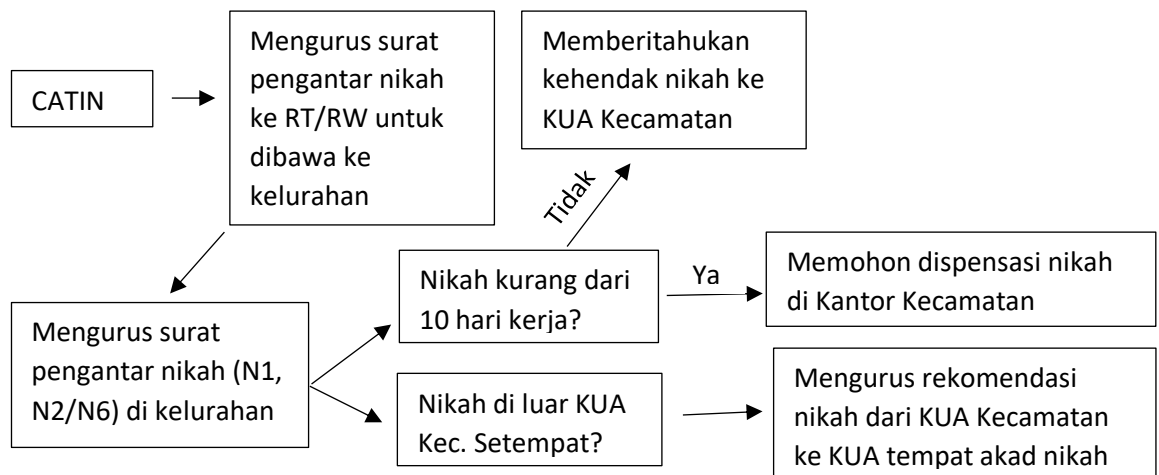 CATIN
Mengurus surat
pengantar nikah
ke RT/RW untuk
dibawa ke
kelurahan
Memberitahukan
kehendak nikah ke
KUA Kecamatan
Tidak
Mengurus surat
pengantar nikah (N1,
N2/N6) di kelurahan
Nikah kurang dari
10 hari kerja?
Ya
Memohon dispensasi nikah
di Kantor Kecamatan
Nikah di luar KUA
Kec. Setempat?
Mengurus rekomendasi
nikah dari KUA Kecamatan
ke KUA tempat akad nikah